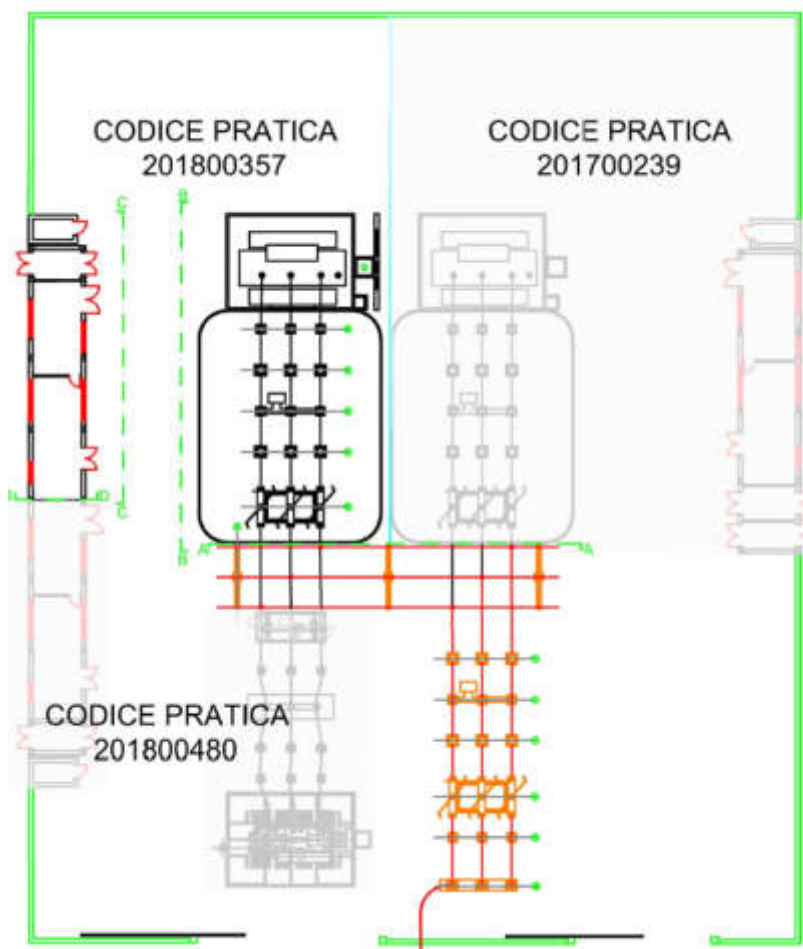 CODICE PRATICA
201800357
CODICE PRATICA
201700239
C
B
C
B
A
A
CODICE PRATICA
201800480